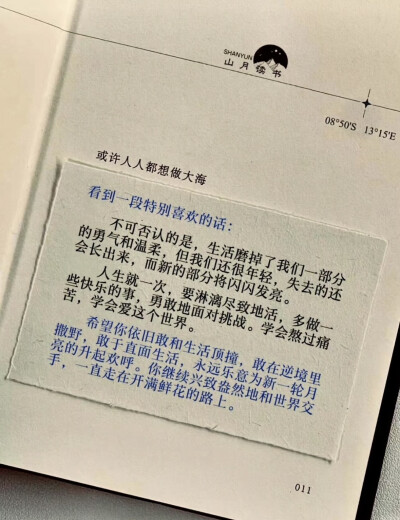 SHANYUN
山月读书
08°50'S 13°15'E
或许人人都想做大海
看到一段特别喜欢的话：
不可否认的是，生活磨掉了我们一部分
的勇气和温柔，但我们还很年轻，失去的还
会长出来，而新的部分将闪闪发亮。
人生就一次，要淋漓尽致地活，多做一
些快乐的事，勇敢地面对挑战。学会熬过痛
苦，学会爱这个世界。
希望你依旧敢和生活顶撞，敢在逆境里
撒野，敢于直面生活，永远乐意为新一轮月
亮的升起欢呼。你继续兴致盎然地和世界交
手，一直走在开满鲜花的路上。
011